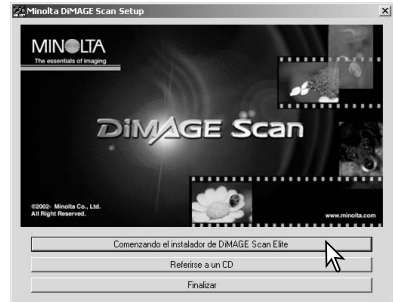 Minolta DiMAGE Scan Setup
MINOLTA
The essentials of imaging
DiMAGE Scan
©2002- Minolta Co., Ltd.
All Right Reserved.
www.minolta.com
Comenzando el instalador de DiMAGE Scan Elite
Referirse a un CD
Finalizar